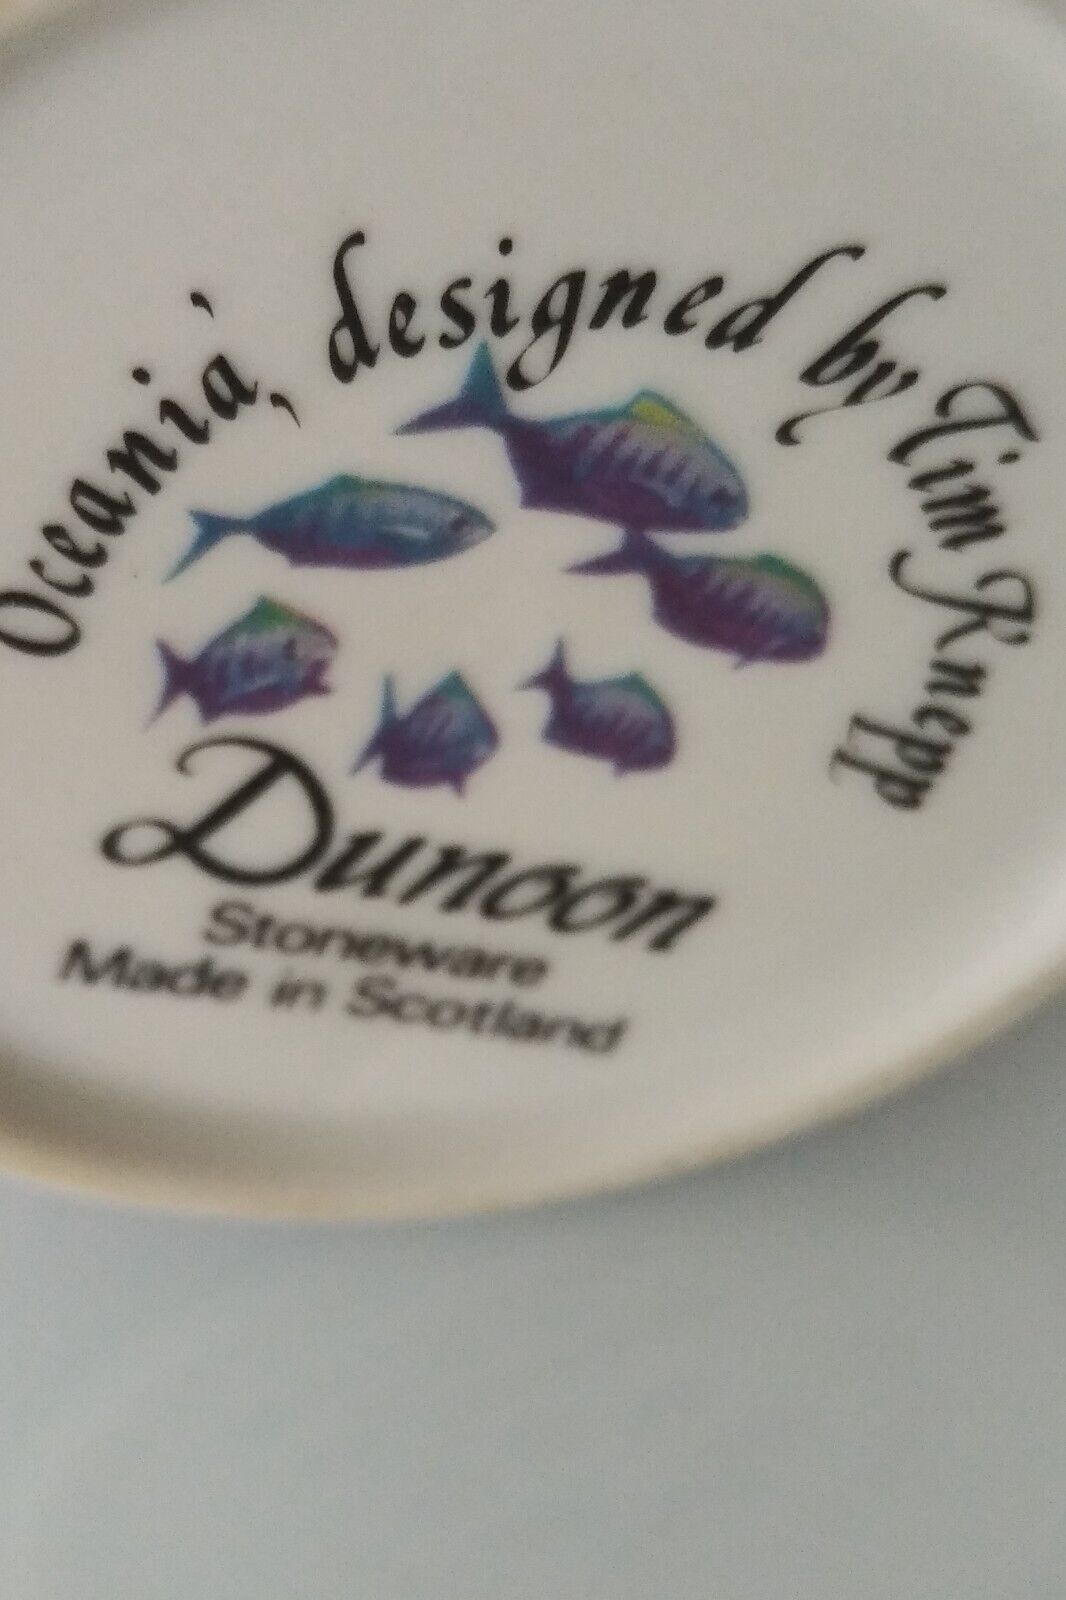 'Oceania', designed by Tim Knepp
Dunoon
Stoneware
Made in Scotland